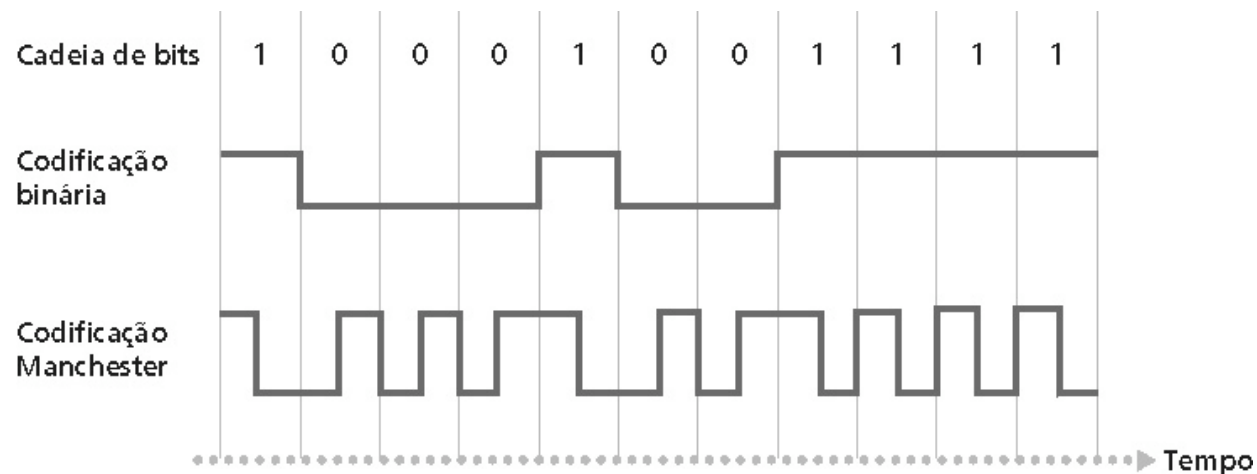 Cadeia de bits 1 0 0 0 1 0 0 1 1 1 1
Codificação
binária
Codificação
Manchester
Tempo